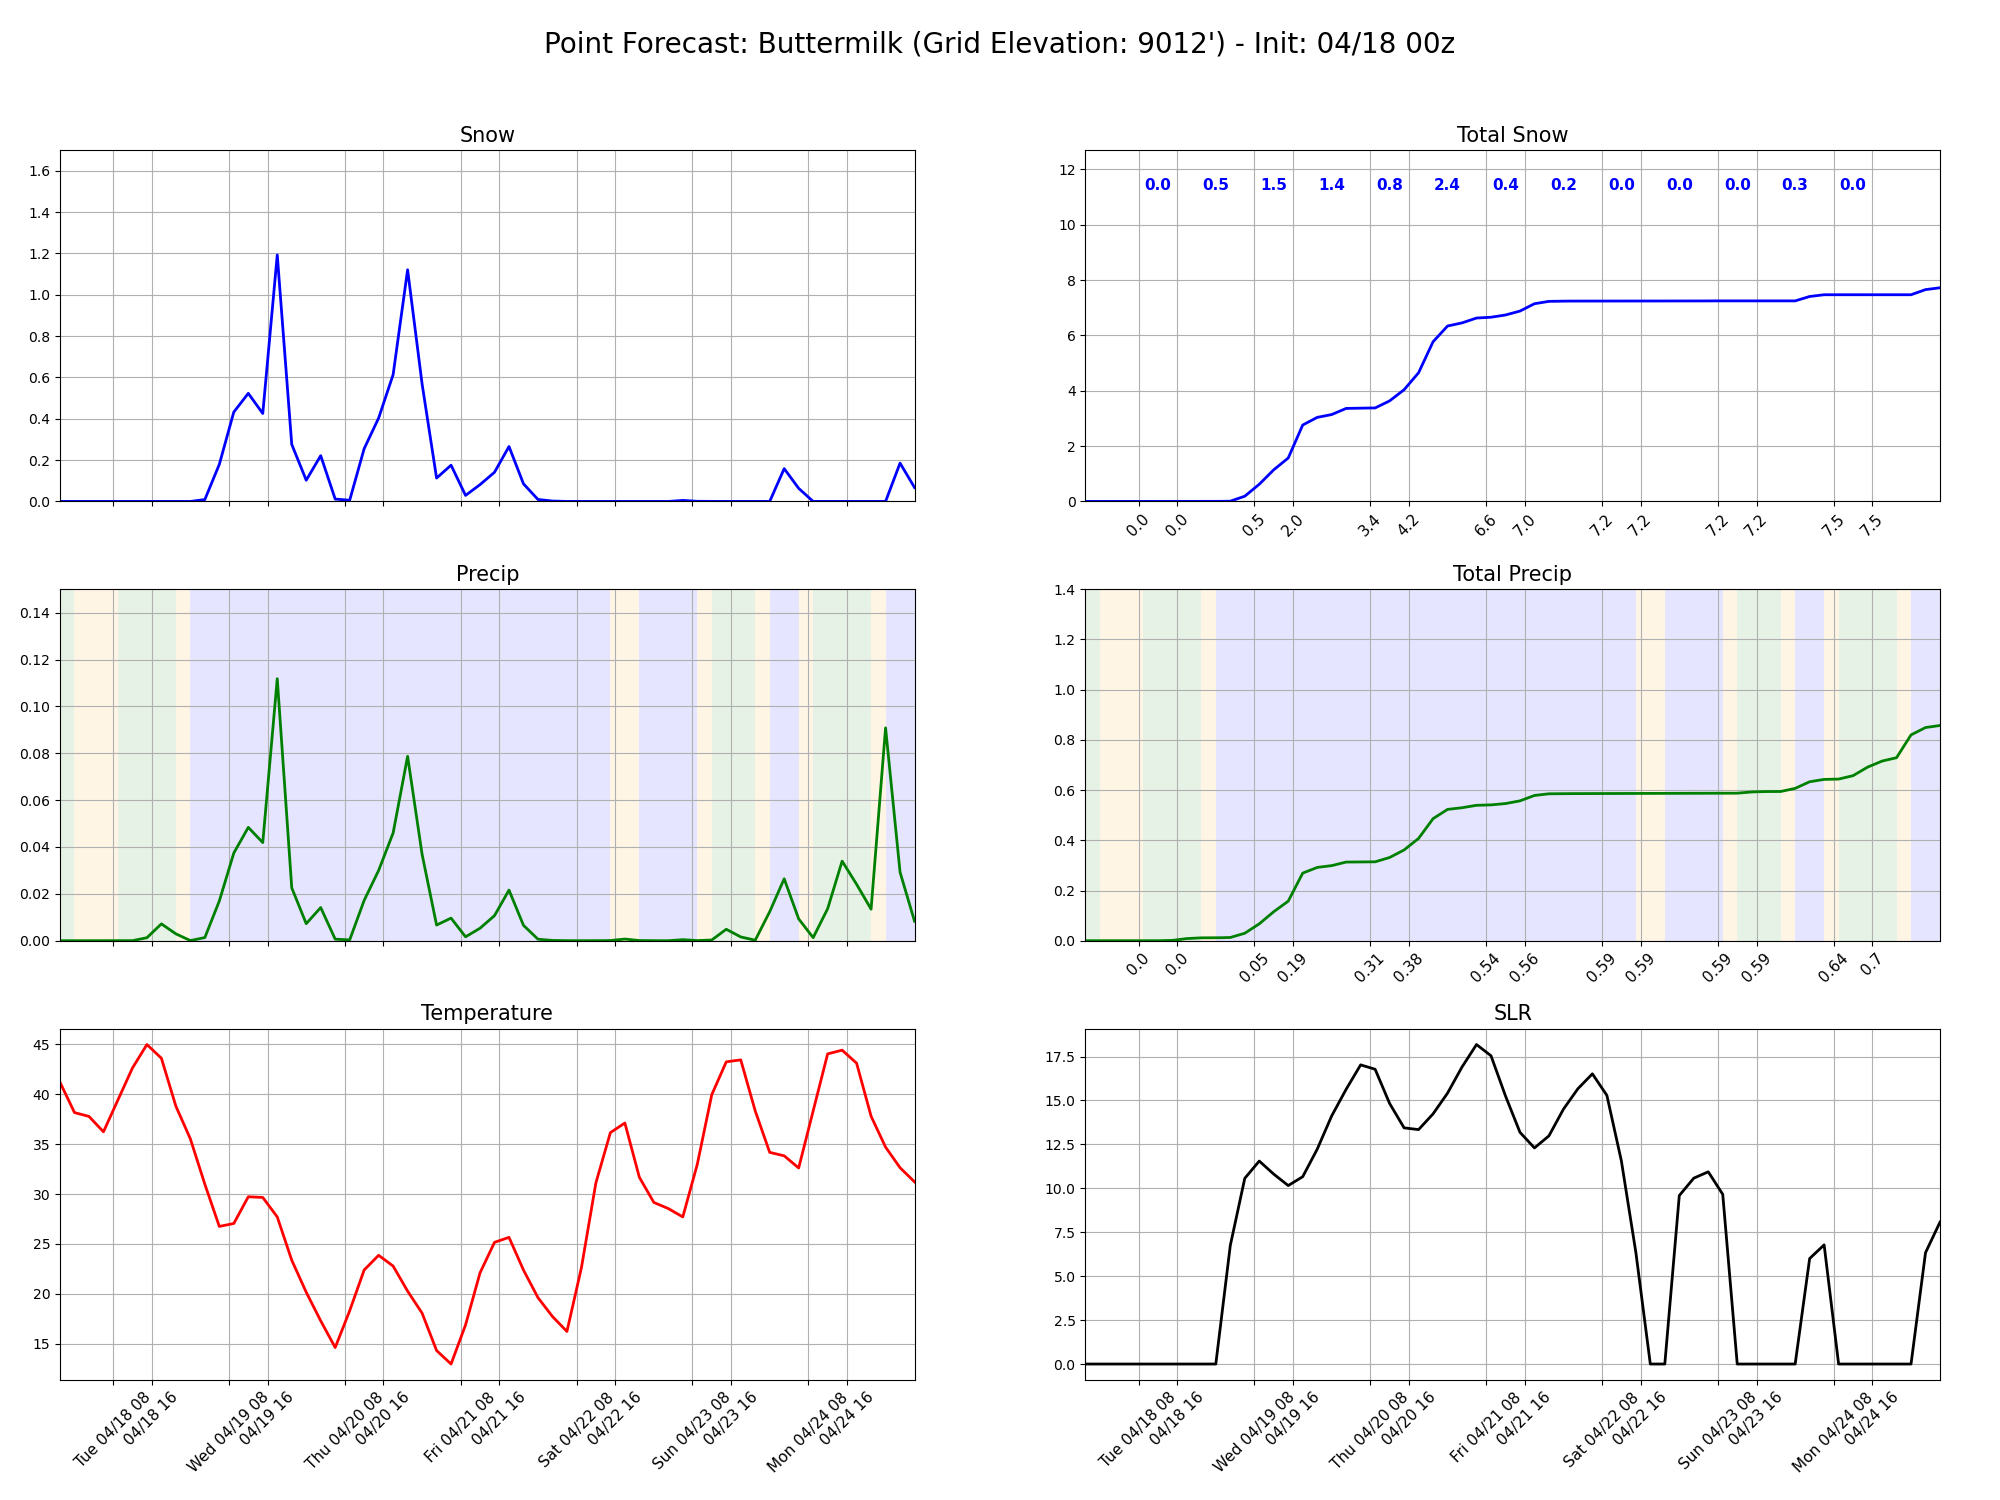 Point Forecast: Buttermilk (Grid Elevation: 9012') - Init: 04/18 00z
Snow
1.6
1.4
1.2
1.0
0.8
0.6
0.4
0.2
0.0
Total Snow
12
10
8
6
4
2
0
0.0 0.5 1.5 1.4 0.8 2.4 0.4 0.2 0.0 0.0 0.0 0.3 0.0
0.0 0.0 0.5 2.0 3.4 4.2 6.6 7.0 7.2 7.2 7.2 7.2 7.5 7.5
Precip
0.14
0.12
0.10
0.08
0.06
0.04
0.02
0.00
Total Precip
1.4
1.2
1.0
0.8
0.6
0.4
0.2
0.0
0.0 0.0 0.05 0.19 0.31 0.38 0.54 0.56 0.59 0.59 0.59 0.59 0.64 0.7
Temperature
45
40
35
30
25
20
15
Tue 04/18 08
04/18 16
Wed 04/19 08
04/19 16
Thu 04/20 08
04/20 16
Fri 04/21 08
04/21 16
Sat 04/22 08
04/22 16
Sun 04/23 08
04/23 16
Mon 04/24 08
04/24 16
SLR
17.5
15.0
12.5
10.0
7.5
5.0
2.5
0.0
Tue 04/18 08
04/18 16
Wed 04/19 08
04/19 16
Thu 04/20 08
04/20 16
Fri 04/21 08
04/21 16
Sat 04/22 08
04/22 16
Sun 04/23 08
04/23 16
Mon 04/24 08
04/24 16